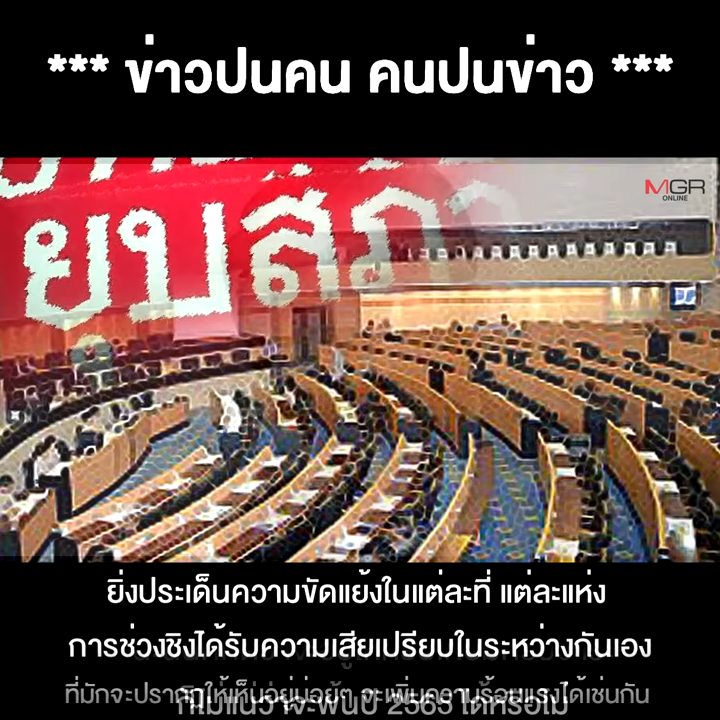 *** ข่าวปนคน คนปนข่าว ***
ยุบสภา
MGR
ONLINE
ยิ่งประเด็นความขัดแย้งในแต่ละที่ แต่ละแห่ง
การช่วงชิงได้รับความเสียเปรียบในระหว่างกันเอง
ที่มักจะปรากฏให้เห็นอยู่บ่อยๆ จะเพิ่มความร้อนแรงได้เช่นกัน